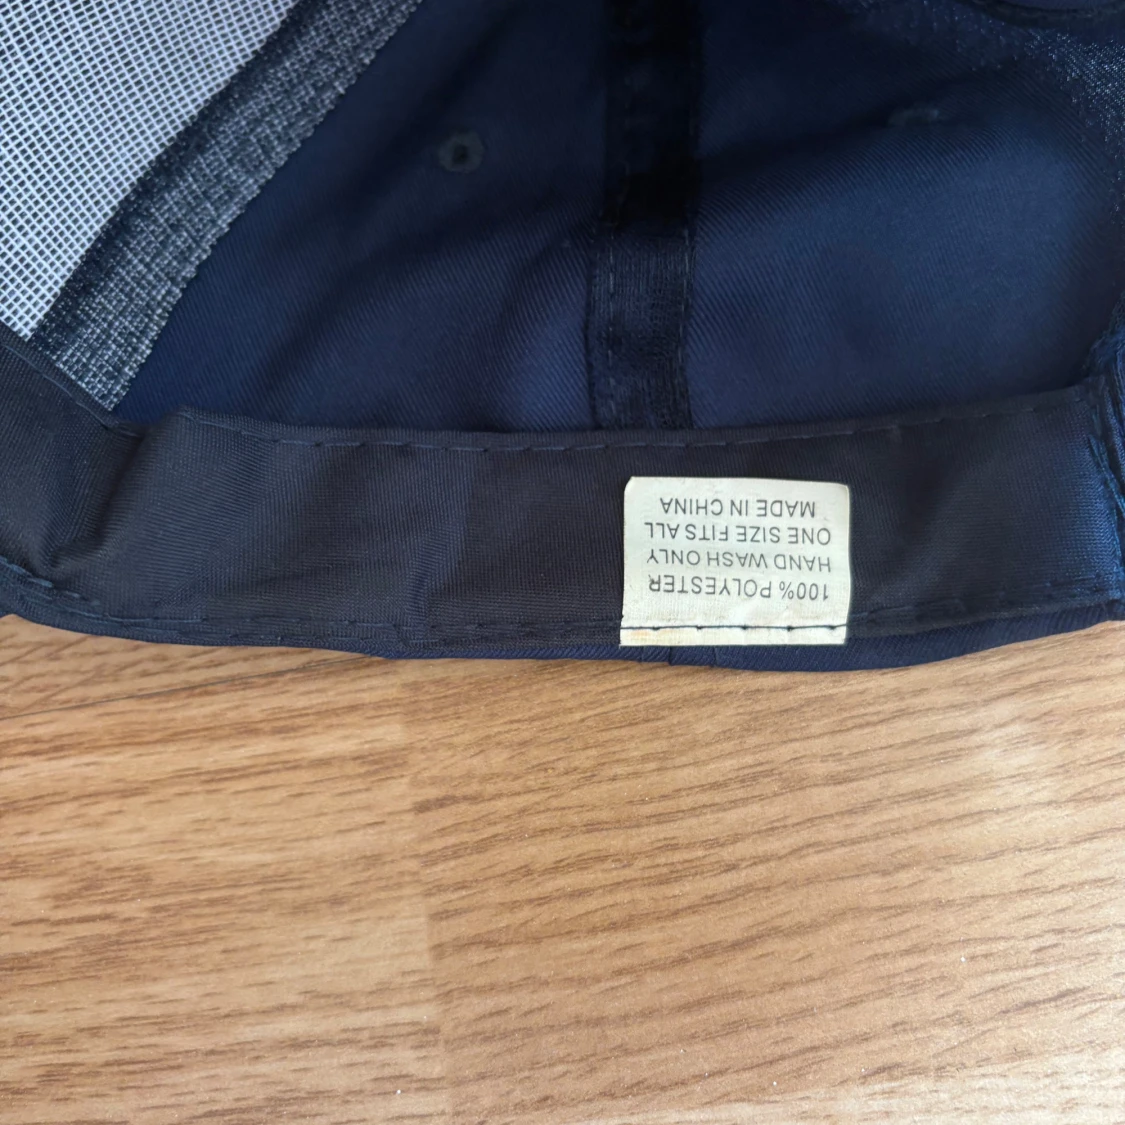 100% POLYESTER
HAND WASH ONLY
ONE SIZE FITS ALL
MADE IN CHINA